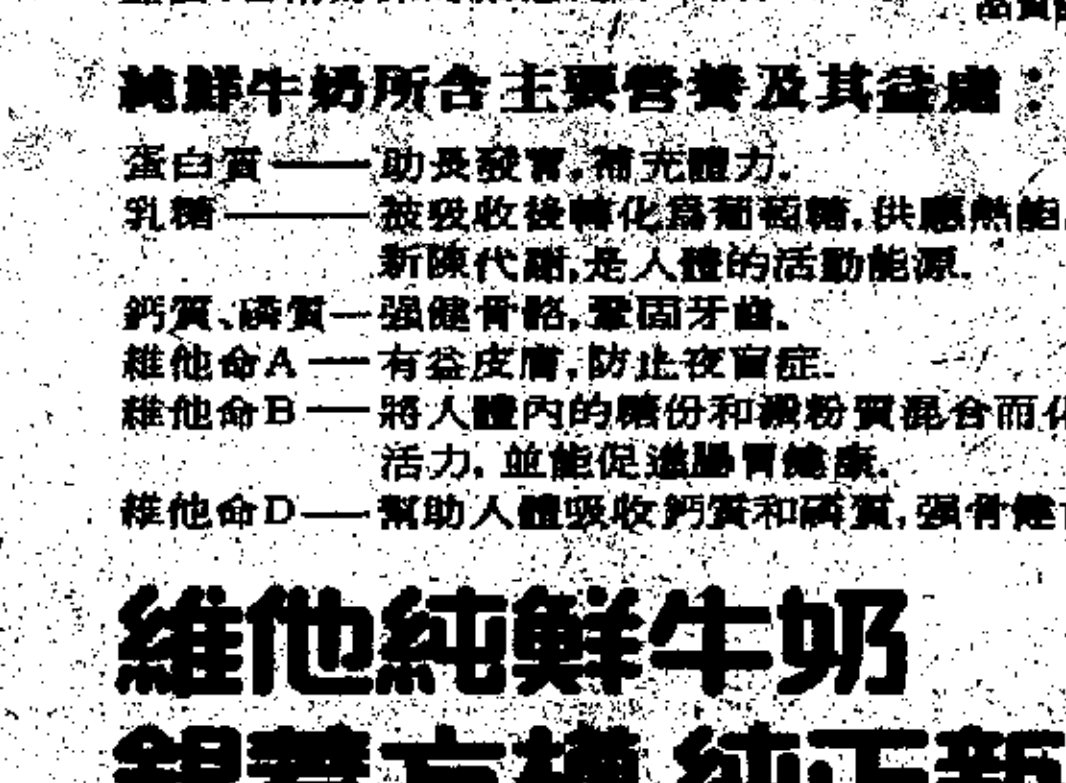 純鮮牛奶所含主要營養及其益處：
蛋白質——助長發育,補充體力.
乳糖———被吸收後轉化爲葡萄糖,供應熱能,
新陳代謝,是人體的活動能源.
鈣質、磷質—强健骨骼,鞏固牙齒.
維他命A——有益皮膚,防止夜盲症.
維他命B——將人體內的糖份和澱粉質混合而化
活力,並能促進腸胃健康.
維他命D——幫助人體吸收鈣質和磷質,强骨健
維他純鮮牛奶
純正新